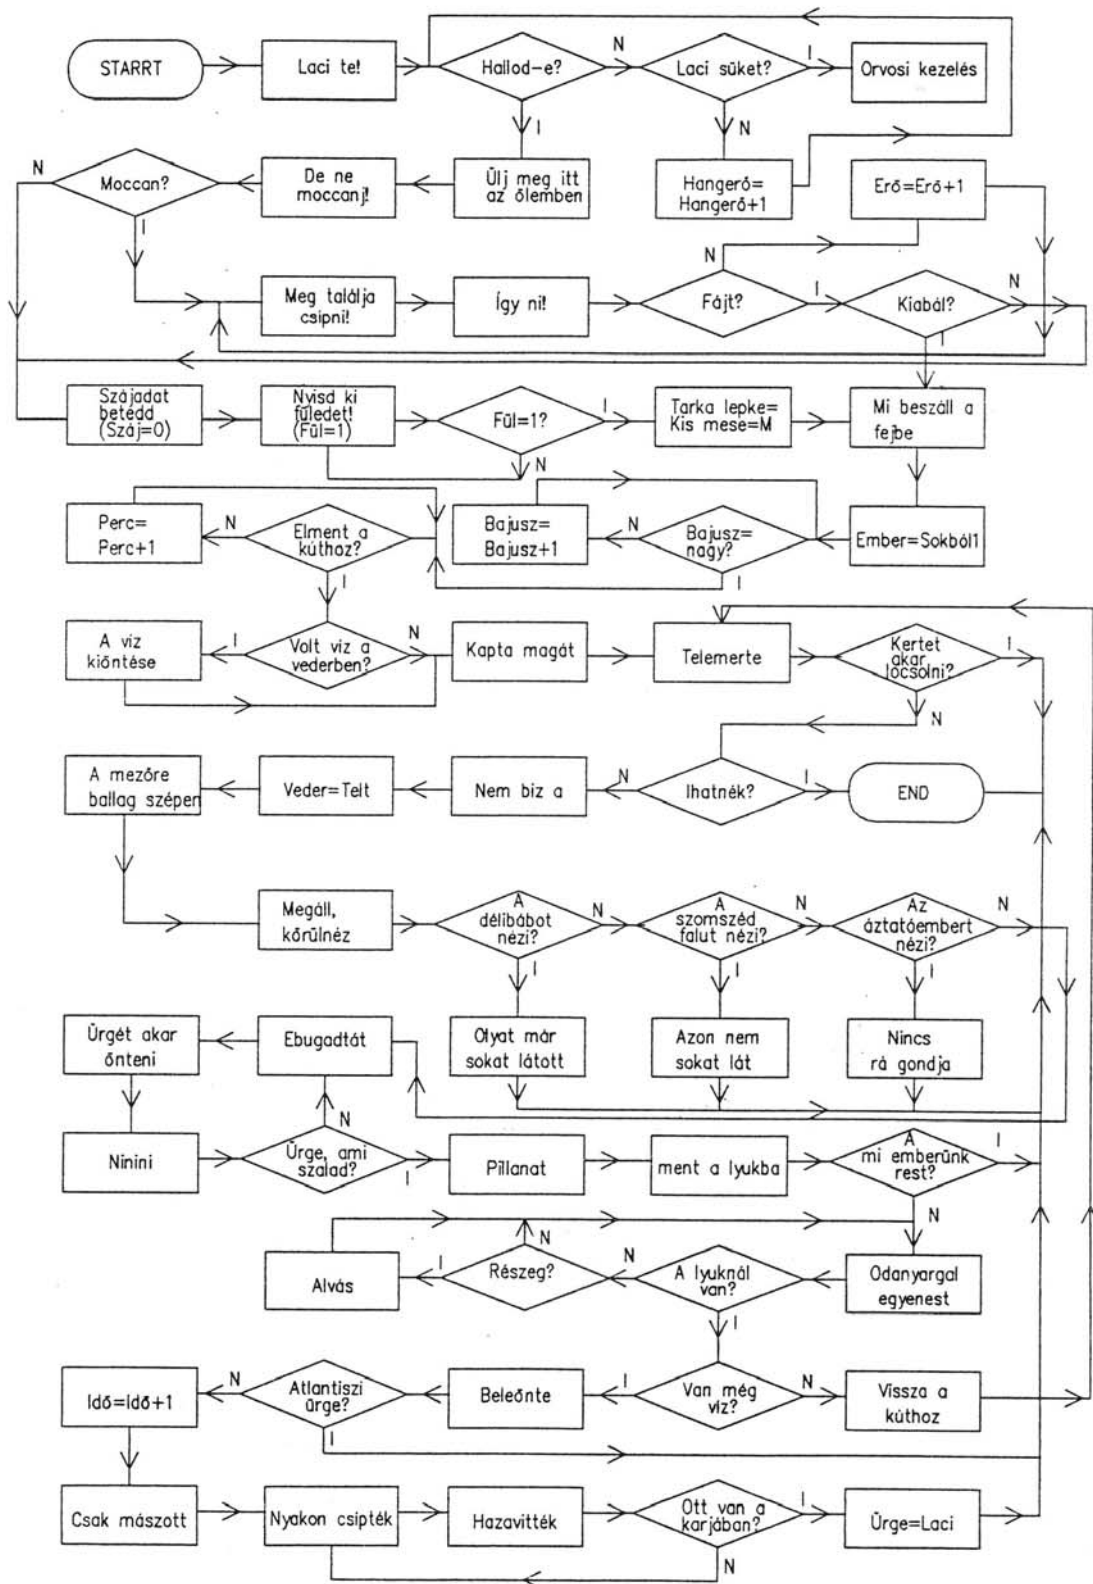 STARRT
Laci te!
Hallod-e?
N
Laci süket?
I
Orvosi kezelés
I
N
N
Moccan?
De ne
moccanj!
Ülj meg itt
az ölemben
Hangerő=
Hangerő+1
Erő=Erő+1
I
N
Meg találja
csipni!
Így ni!
Fájt?
I
Kiabál?
N
I
Szájadat
betedd
(Száj=0)
Nyisd ki
füledet!
(Fül=1)
Fül=1?
I
Tarka lepke=
Kis mese=M
Mi beszáll a
fejbe
N
Perc=
Perc+1
N
Elment a
kúthoz?
Bajusz=
Bajusz+1
N
Bajusz=
nagy?
Ember=Sokból1
I
I
A viz
kiöntése
I
Volt viz a
vederben?
N
Kapta magát
Telemerte
Kertet
akar
locsolni?
I
N
A mezőre
ballag szépen
Veder=Telt
Nem biz a
N
Ihatnék?
I
END
Megáll,
körülnéz
A
délibábot
nézi?
N
A
szomszéd
falut nézi?
N
Az
áztatóembert
nézi?
N
I
I
I
Ürgét akar
önteni
Ebugadtát
Olyat már
sokat látott
Azon nem
sokat lát
Nincs
rá gondja
N
Ninini
Ürge, ami
szalad?
I
Pillanat
ment a lyukba
A
mi emberünk
rest?
I
N
Alvás
I
Részeg?
N
N
A lyuknál
van?
Odanyargal
egyenest
I
Idő=Idő+1
N
Atlantiszi
ürge?
Beleönte
I
Van még
viz?
N
Vissza a
kúthoz
I
Csak mászott
Nyakon csipték
Hazavitték
Ott van a
karjában?
I
Ürge=Laci
N